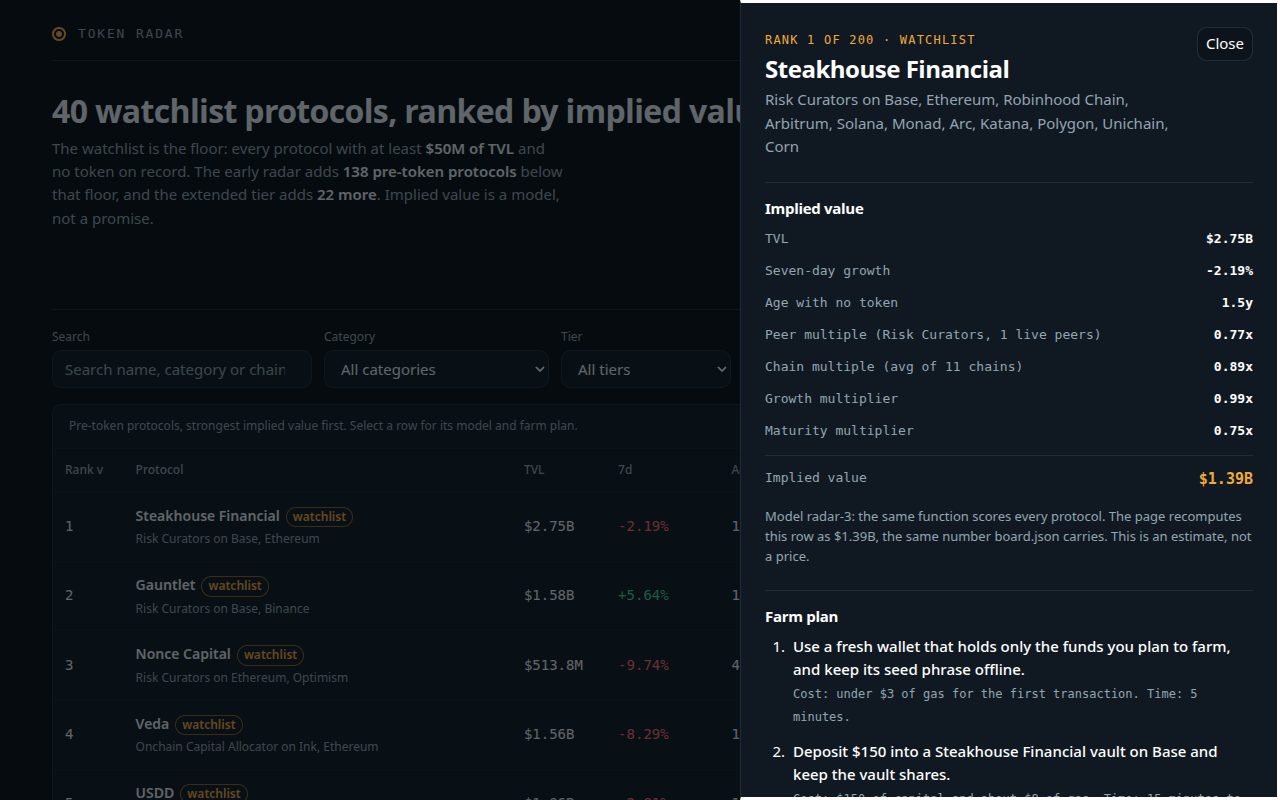 TOKEN RADAR
40 watchlist protocols, ranked by implied valu
The watchlist is the floor: every protocol with at least $50M of TVL and
no token on record. The early radar adds 138 pre-token protocols below
that floor, and the extended tier adds 22 more. Implied value is a model,
not a promise.
Search
Category
Tier
Search name, category or chain
All categories
All tiers
Pre-token protocols, strongest implied value first. Select a row for its model and farm plan.
Rank v Protocol TVL 7d A
1 Steakhouse Financial watchlist $2.75B -2.19% 1
Risk Curators on Base, Ethereum
2 Gauntlet watchlist $1.58B +5.64% 1
Risk Curators on Base, Binance
3 Nonce Capital watchlist $513.8M -9.74% 4
Risk Curators on Ethereum, Optimism
4 Veda watchlist $1.56B -8.29% 1
Onchain Capital Allocator on Ink, Ethereum
USDD watchlist
RANK 1 OF 200 · WATCHLIST
Close
Steakhouse Financial
Risk Curators on Base, Ethereum, Robinhood Chain,
Arbitrum, Solana, Monad, Arc, Katana, Polygon, Unichain,
Corn
Implied value
TVL $2.75B
Seven-day growth -2.19%
Age with no token 1.5y
Peer multiple (Risk Curators, 1 live peers) 0.77x
Chain multiple (avg of 11 chains) 0.89x
Growth multiplier 0.99x
Maturity multiplier 0.75x
Implied value $1.39B
Model radar-3: the same function scores every protocol. The page recomputes
this row as $1.39B, the same number board.json carries. This is an estimate, not
a price.
Farm plan
1. Use a fresh wallet that holds only the funds you plan to farm,
and keep its seed phrase offline.
Cost: under $3 of gas for the first transaction. Time: 5
minutes.
2. Deposit $150 into a Steakhouse Financial vault on Base and
keep the vault shares.